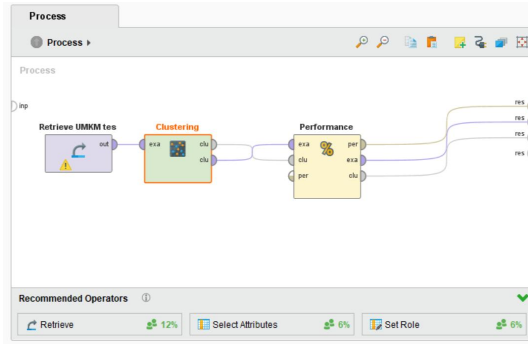 Process
Process
Process
inp
res
res
res
res
Retrieve UMKM tes
out
Clustering
exa
clu
clu
Performance
exa
per
clu
exa
per
clu
Recommended Operators
Retrieve
12%
Select Attributes
6%
Set Role
6%